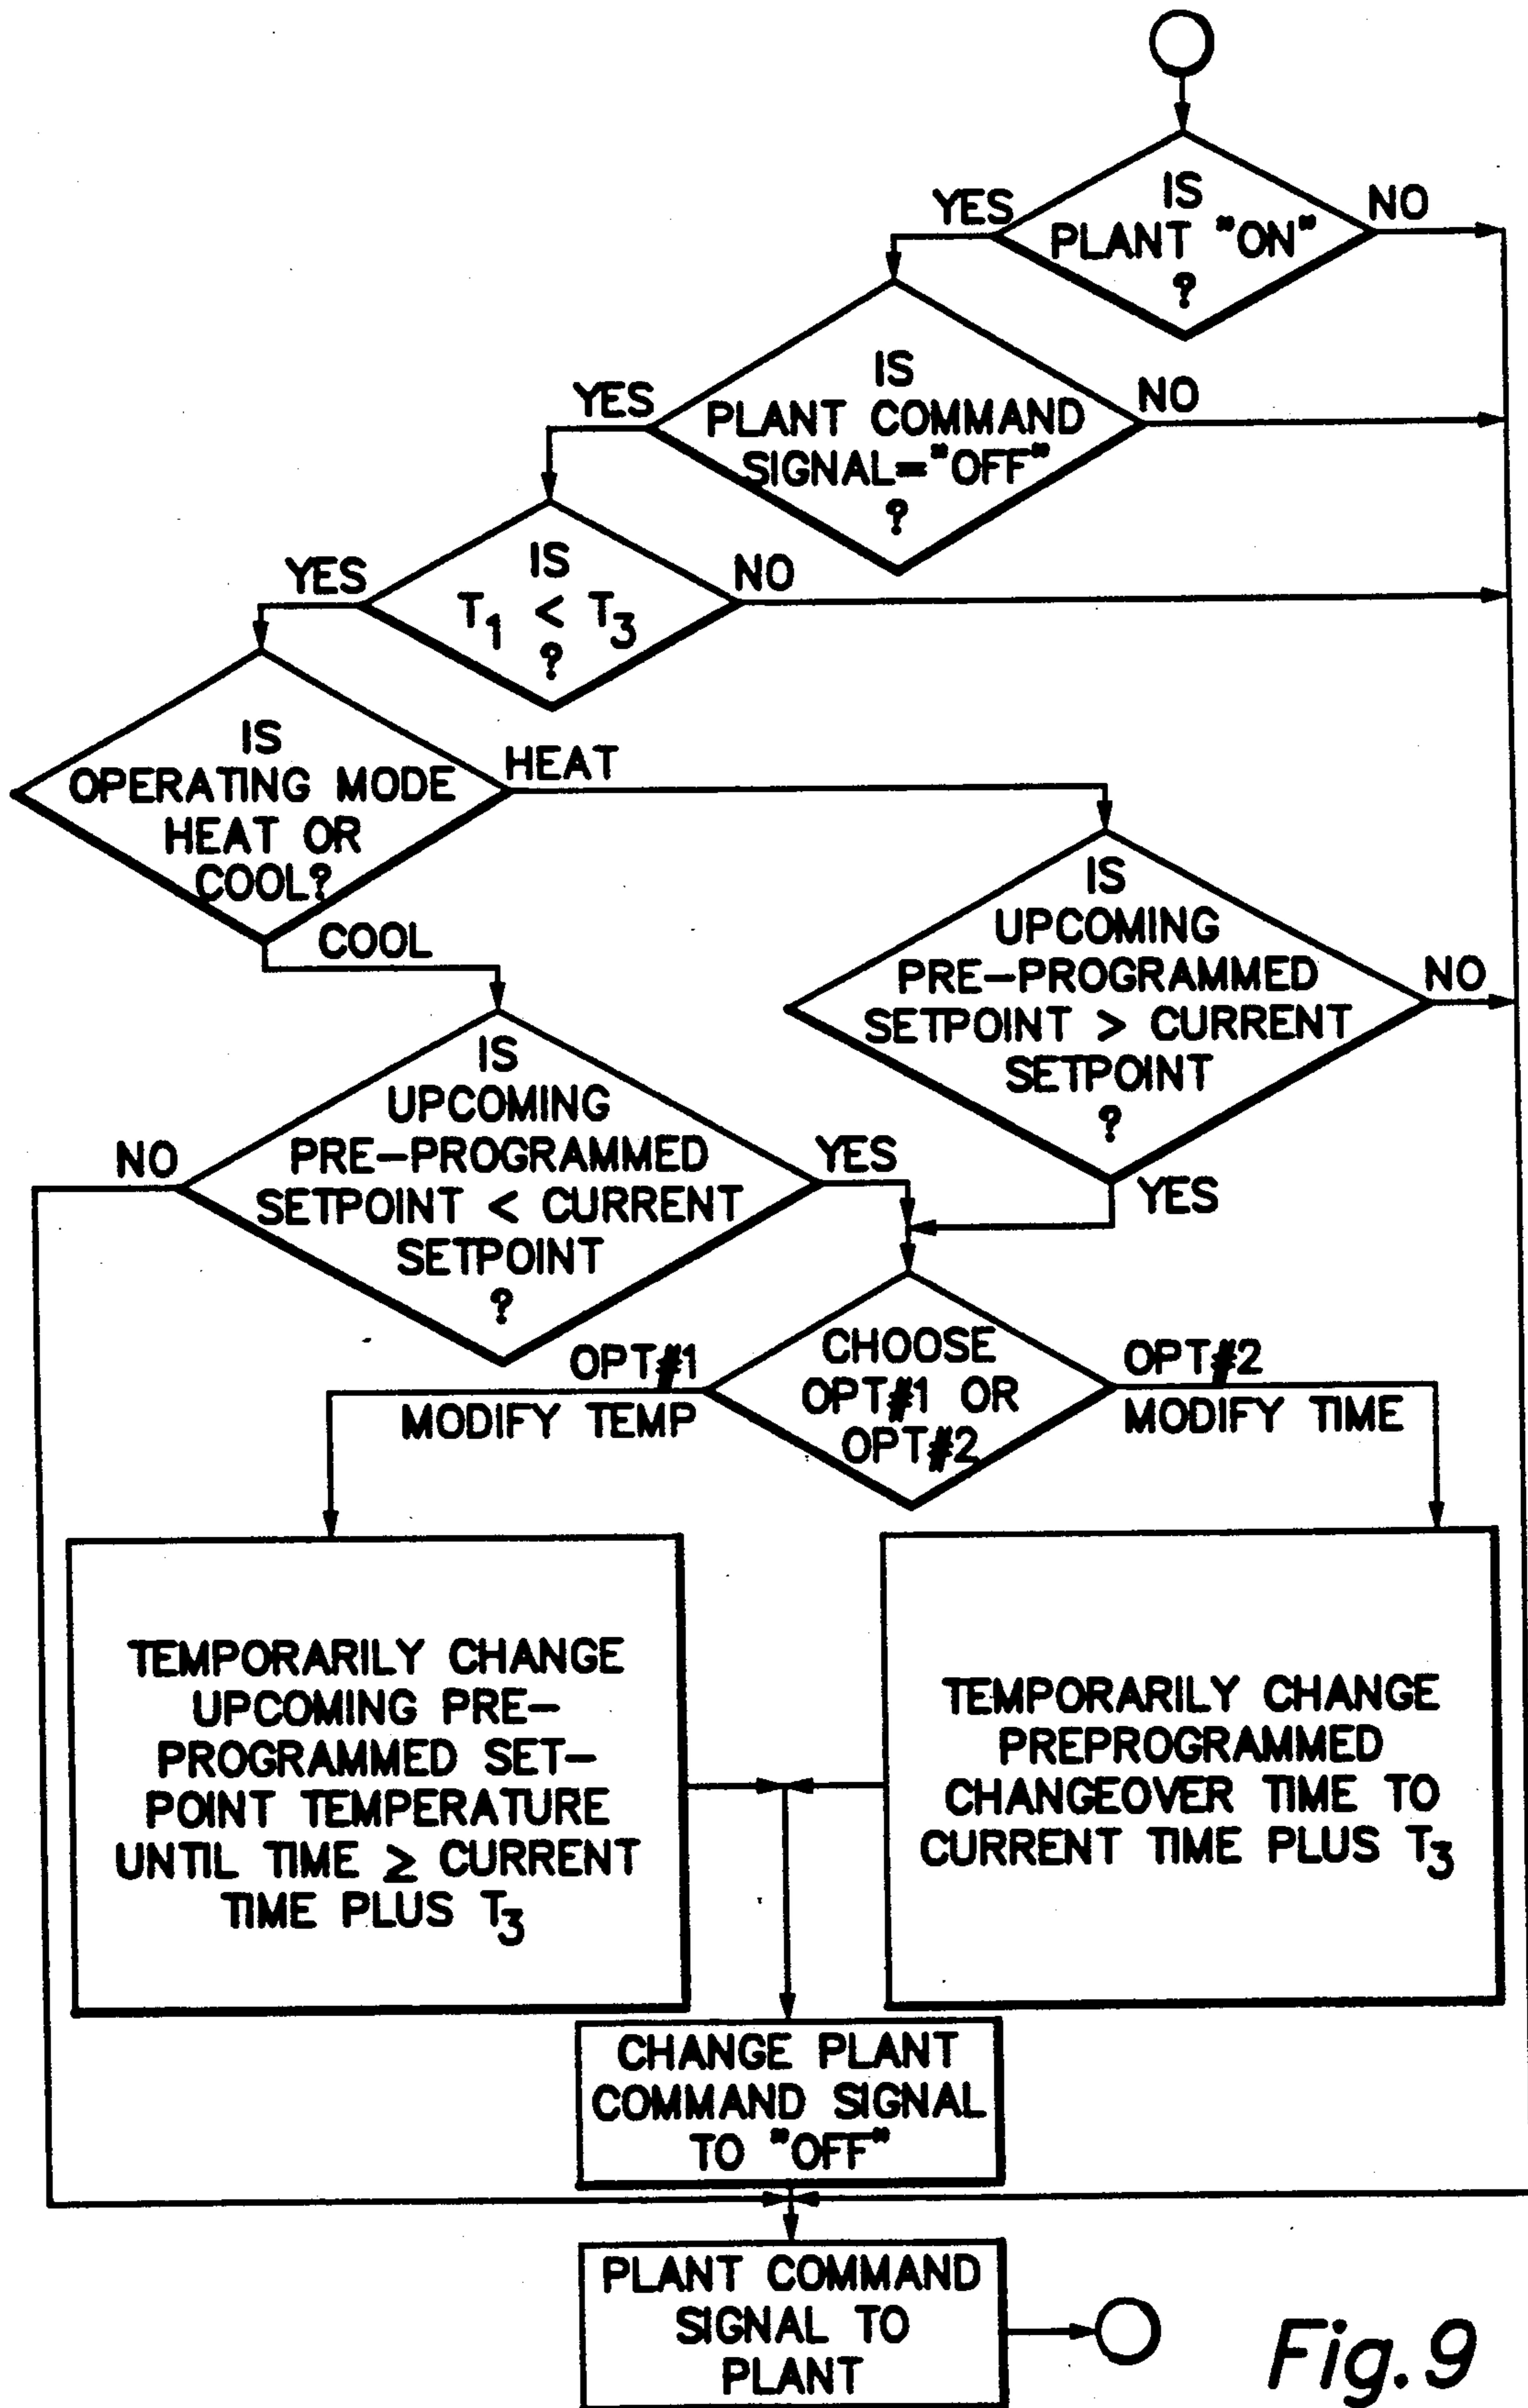 IS
PLANT "ON"
?
YES
NO
IS
PLANT COMMAND
SIGNAL="OFF"
?
YES
NO
IS
T1 < T3
?
YES
NO
IS
OPERATING MODE
HEAT OR
COOL?
HEAT
COOL
IS
UPCOMING
PRE-PROGRAMMED
SETPOINT > CURRENT
SETPOINT
?
NO
YES
IS
UPCOMING
PRE-PROGRAMMED
SETPOINT < CURRENT
SETPOINT
?
NO
YES
CHOOSE
OPT#1 OR
OPT#2
OPT#1
MODIFY TEMP
OPT#2
MODIFY TIME
TEMPORARILY CHANGE
UPCOMING PRE-
PROGRAMMED SET-
POINT TEMPERATURE
UNTIL TIME ≥ CURRENT
TIME PLUS T3
TEMPORARILY CHANGE
PREPROGRAMMED
CHANGEOVER TIME TO
CURRENT TIME PLUS T3
CHANGE PLANT
COMMAND SIGNAL
TO "OFF"
PLANT COMMAND
SIGNAL TO
PLANT
Fig. 9